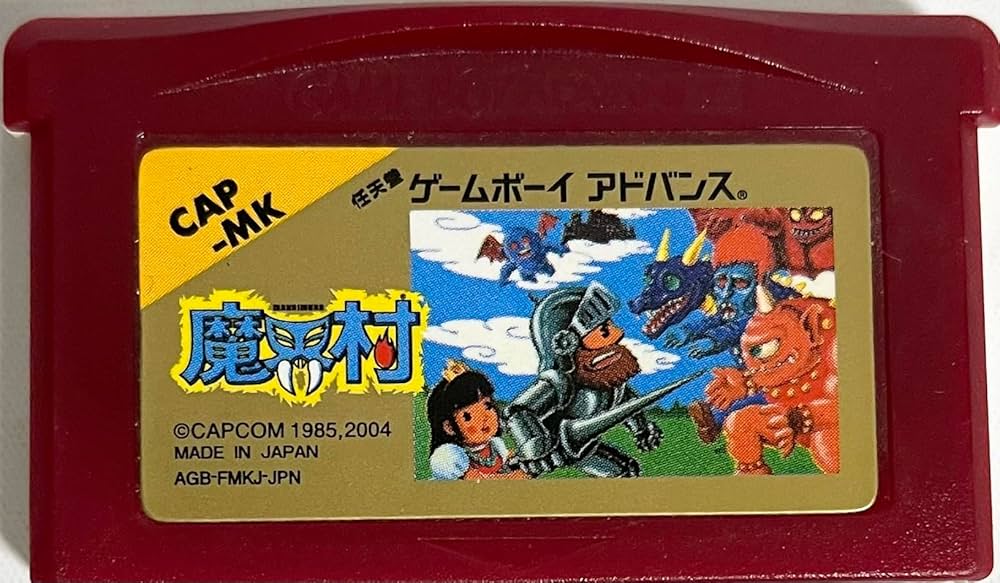 CAP
-MK
任天堂 ゲームボーイ アドバンス®
魔界村
©CAPCOM 1985,2004
MADE IN JAPAN
AGB-FMKJ-JPN